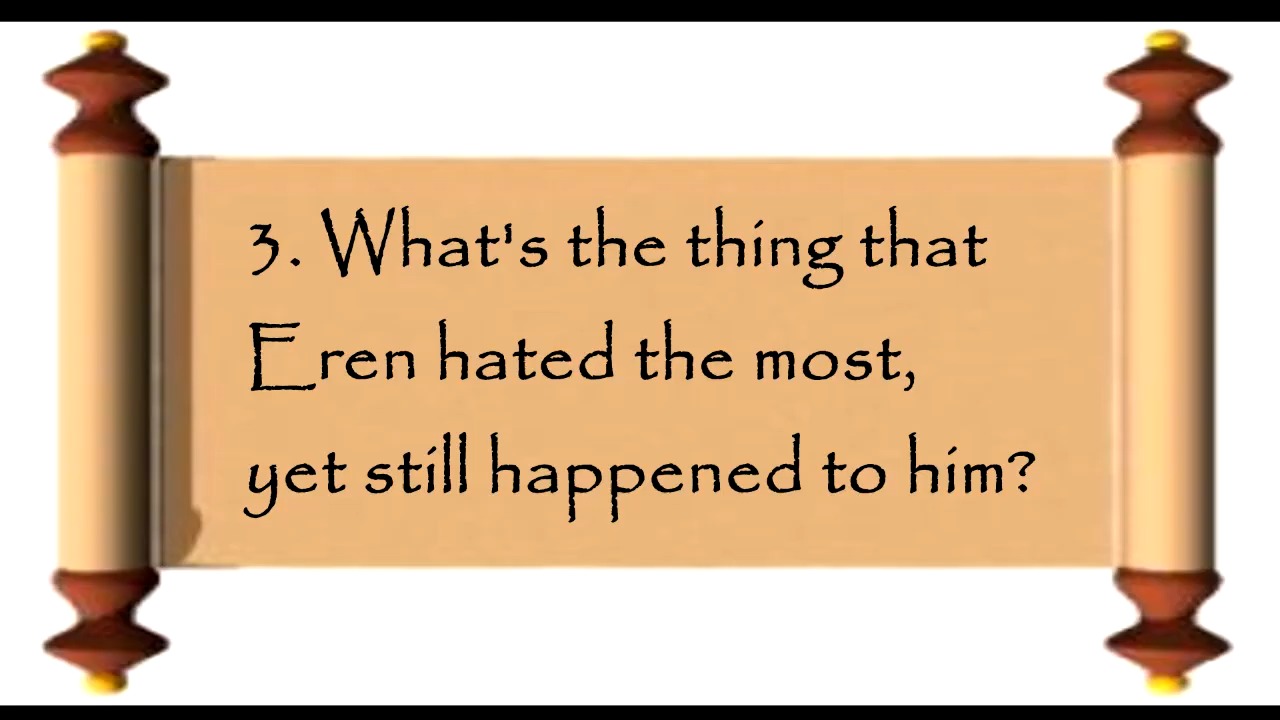 3. What's the thing that
Eren hated the most,
yet still happened to him?